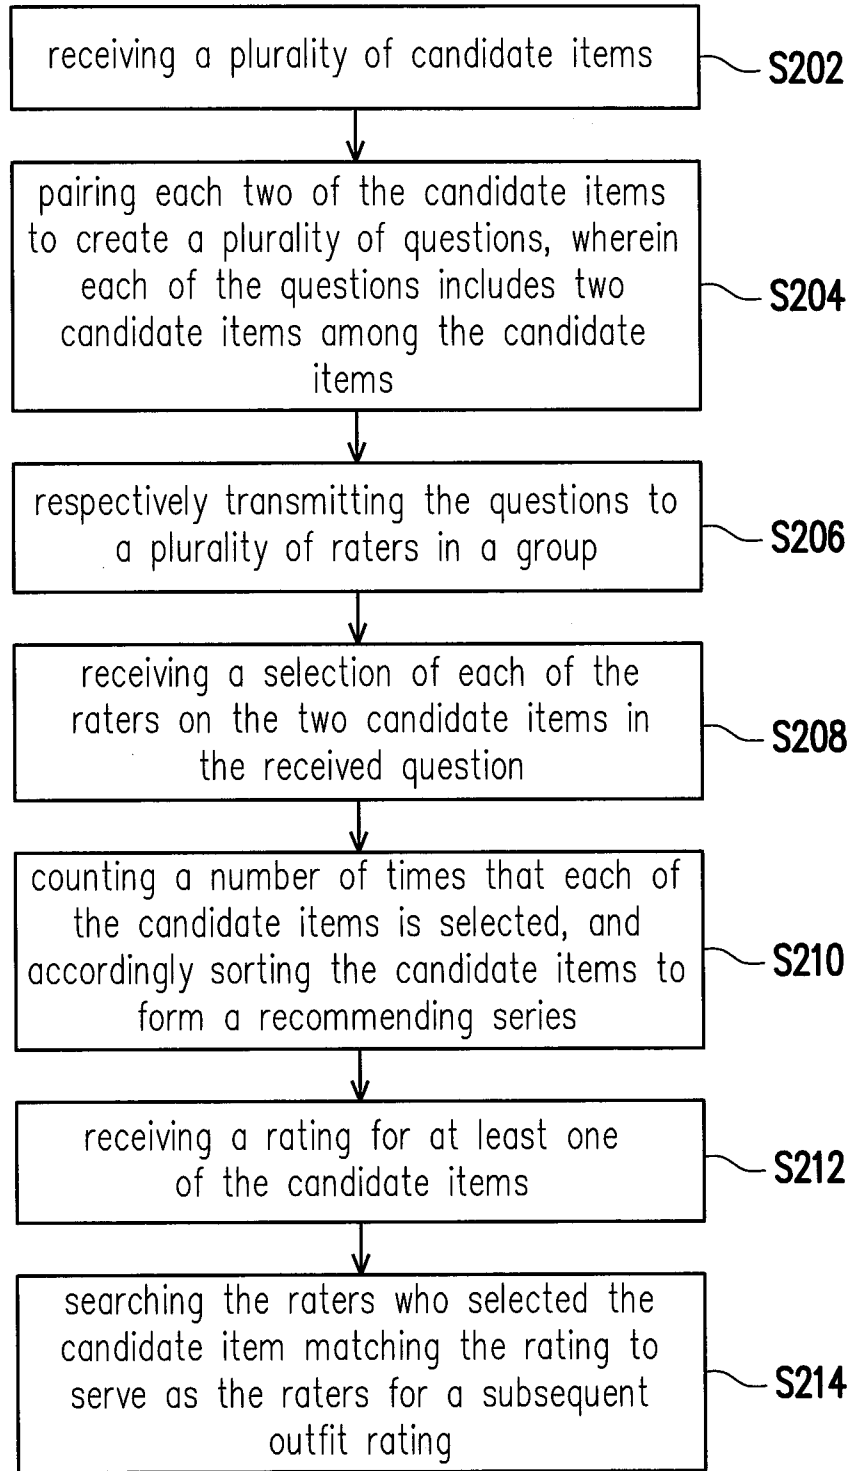 receiving a plurality of candidate items
S202
pairing each two of the candidate items
to create a plurality of questions, wherein
each of the questions includes two
candidate items among the candidate
items
S204
respectively transmitting the questions to
a plurality of raters in a group
S206
receiving a selection of each of the
raters on the two candidate items in
the received question
S208
counting a number of times that each of
the candidate items is selected, and
accordingly sorting the candidate items to
form a recommending series
S210
receiving a rating for at least one
of the candidate items
S212
searching the raters who selected the
candidate item matching the rating to
serve as the raters for a subsequent
outfit rating
S214